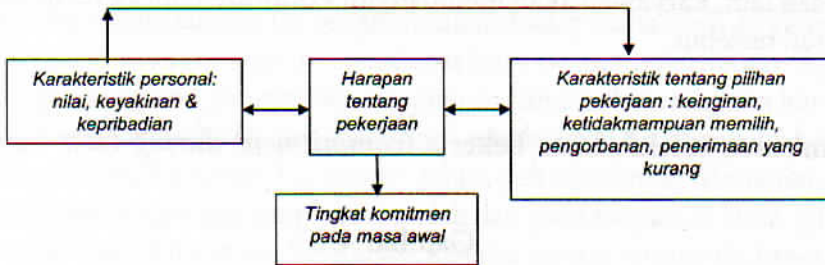 Karakteristik personal:
nilai, keyakinan &
kepribadian
Harapan
tentang
pekerjaan
Karakteristik tentang pilihan
pekerjaan : keinginan,
ketidakmampuan memilih,
pengorbanan, penerimaan yang
kurang
Tingkat komitmen
pada masa awal